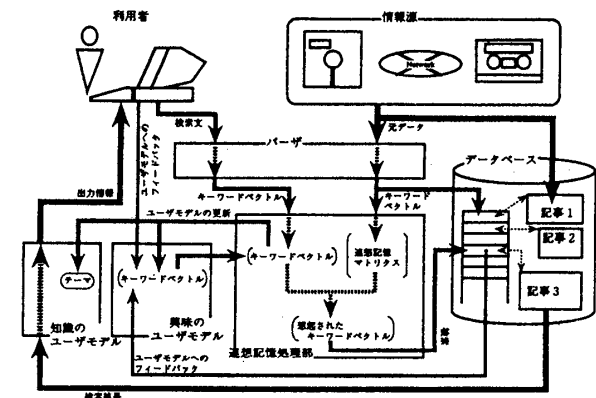 利用者
情報源
Network
検索文
元データ
ユーザモデルへの
フィードバック
パーザ
データベース
出力情報
キーワードベクトル
キーワード
ベクトル
記事1
ユーザモデルの更新
記事2
テーマ
キーワードベクトル
キーワードベクトル
連想記憶
マトリクス
記事3
知識の
ユーザモデル
興味の
ユーザモデル
想起された
キーワードベクトル
連想記憶処理部
ユーザモデルへの
フィードバック
検索結果